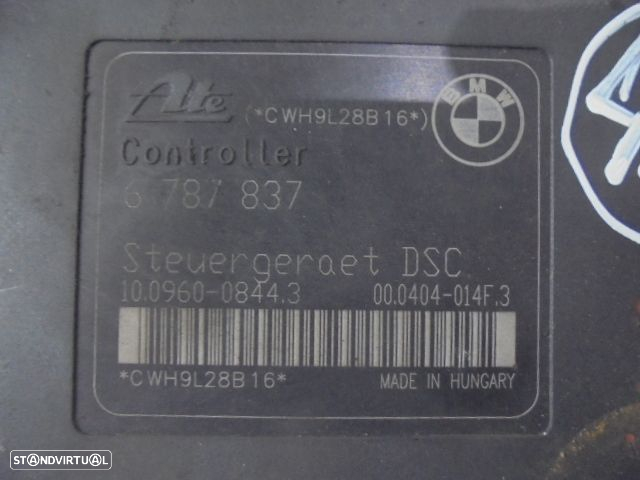 Ate (*CWH9L28B16*) BMW
Controller
6 787 837
Steuergeraet DSC
10.0960-0844.3 00.0404-014F.3
*CWH9L28B16* MADE IN HUNGARY
STANDVIRTUAL